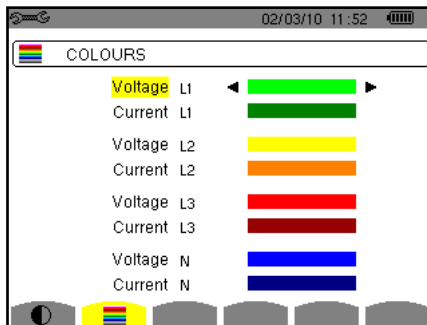 02/03/10 11:52
COLOURS
Voltage L1
Current L1
Voltage L2
Current L2
Voltage L3
Current L3
Voltage N
Current N